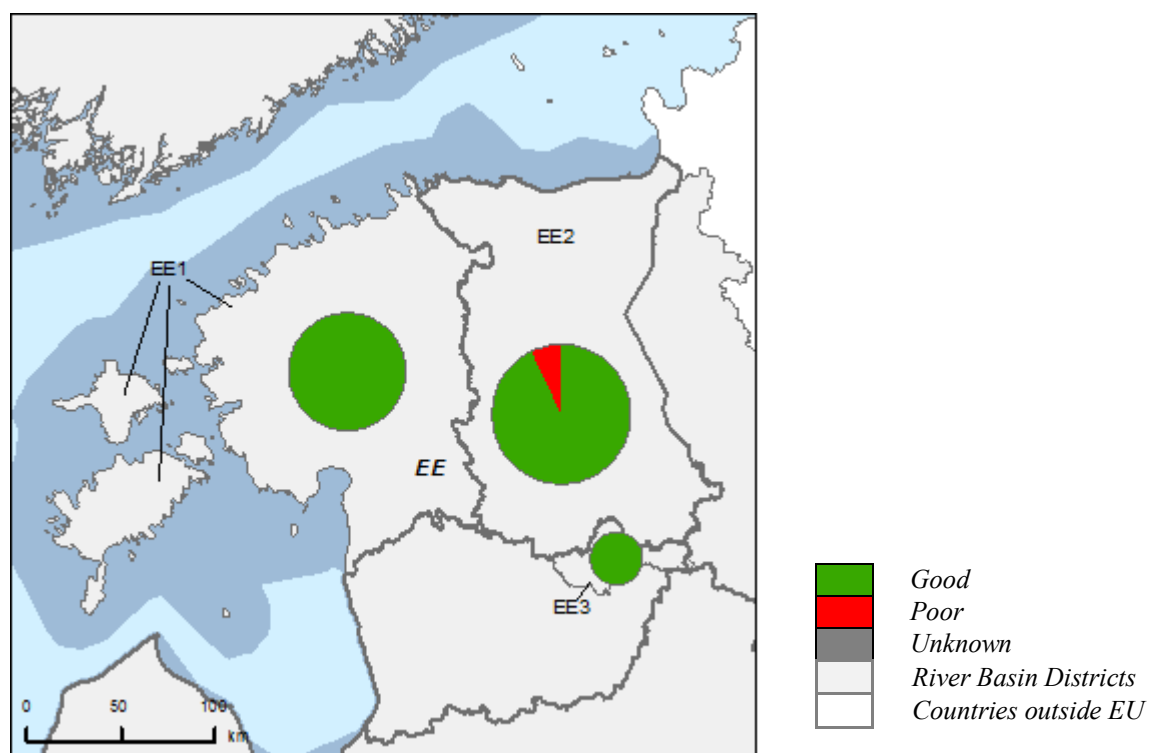 EE2
EE1
EE
EE3
0 50 100
km
Good
Poor
Unknown
River Basin Districts
Countries outside EU